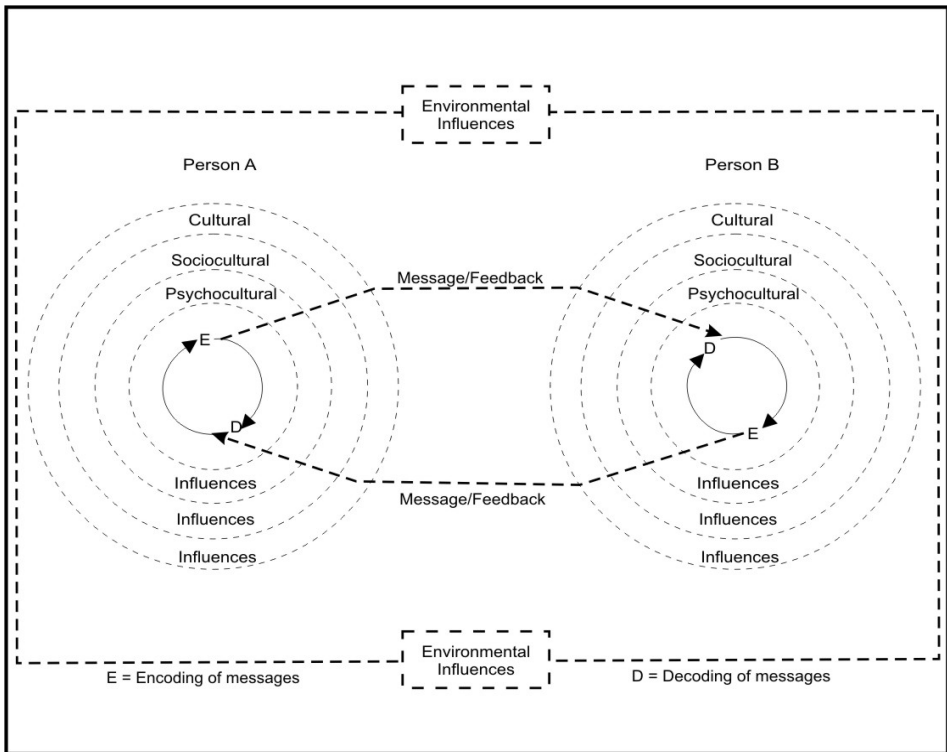 Environmental
Influences
Person A
Person B
Cultural
Sociocultural
Psychocultural
E
D
Influences
Influences
Influences
Message/Feedback
Message/Feedback
Cultural
Sociocultural
Psychocultural
D
E
Influences
Influences
Influences
Environmental
Influences
E = Encoding of messages
D = Decoding of messages